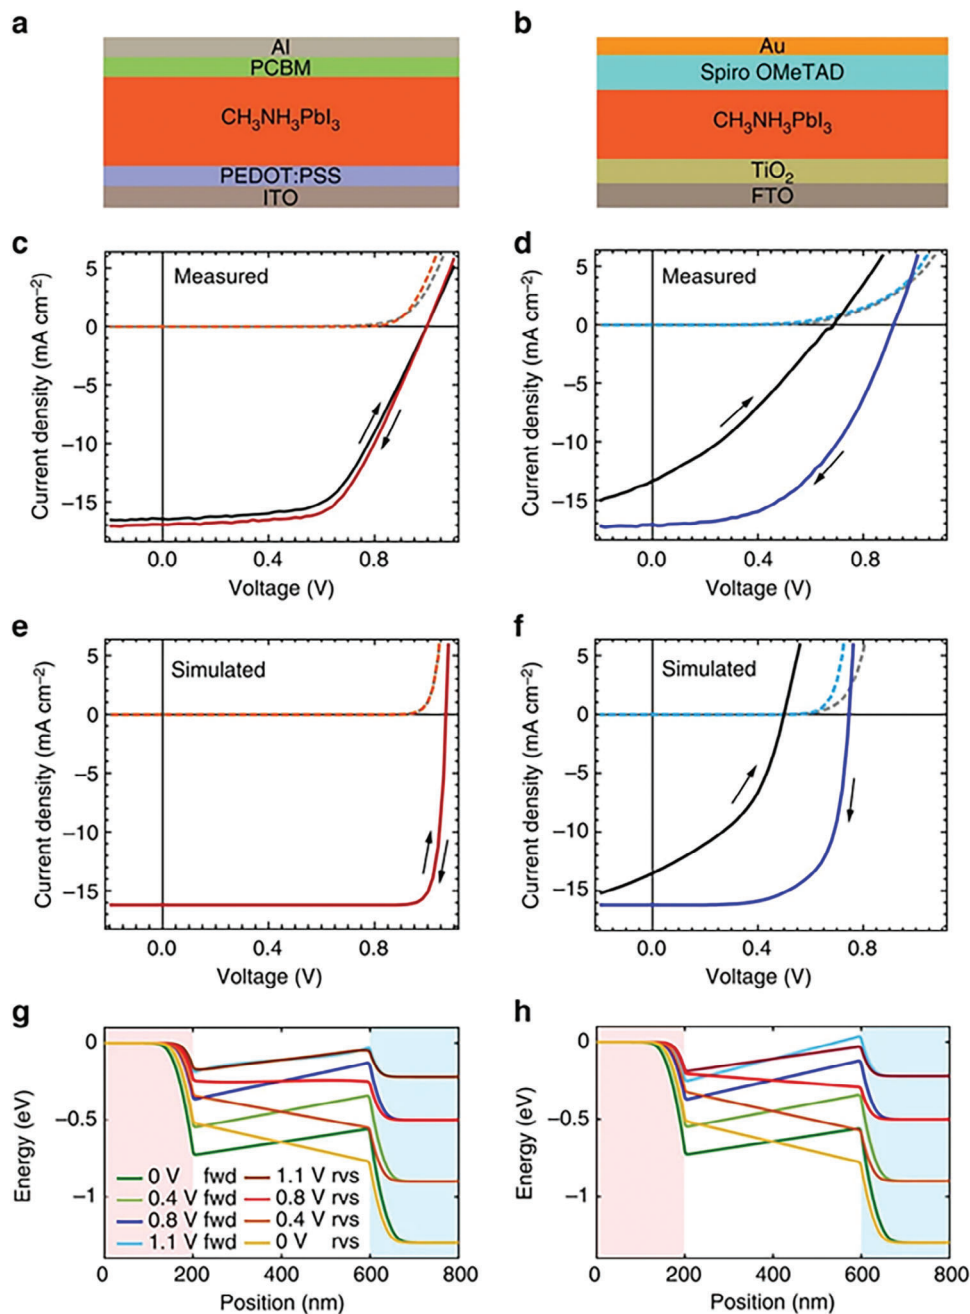 a
Al
PCBM
CH₃NH₃PbI₃
PEDOT:PSS
ITO
b
Au
Spiro OMeTAD
CH₃NH₃PbI₃
TiO₂
FTO
c
Measured
5
0
−5
−10
−15
Current density (mA cm⁻²)
0.0 0.4 0.8
Voltage (V)
d
Measured
5
0
−5
−10
−15
Current density (mA cm⁻²)
0.0 0.4 0.8
Voltage (V)
e
Simulated
5
0
−5
−10
−15
Current density (mA cm⁻²)
0.0 0.4 0.8
Voltage (V)
f
Simulated
5
0
−5
−10
−15
Current density (mA cm⁻²)
0.0 0.4 0.8
Voltage (V)
g
0
−0.5
−1
Energy (eV)
0 V fwd 1.1 V rvs
0.4 V fwd 0.8 V rvs
0.8 V fwd 0.4 V rvs
1.1 V fwd 0 V rvs
0 200 400 600 800
Position (nm)
h
0
−0.5
−1
Energy (eV)
0 200 400 600 800
Position (nm)